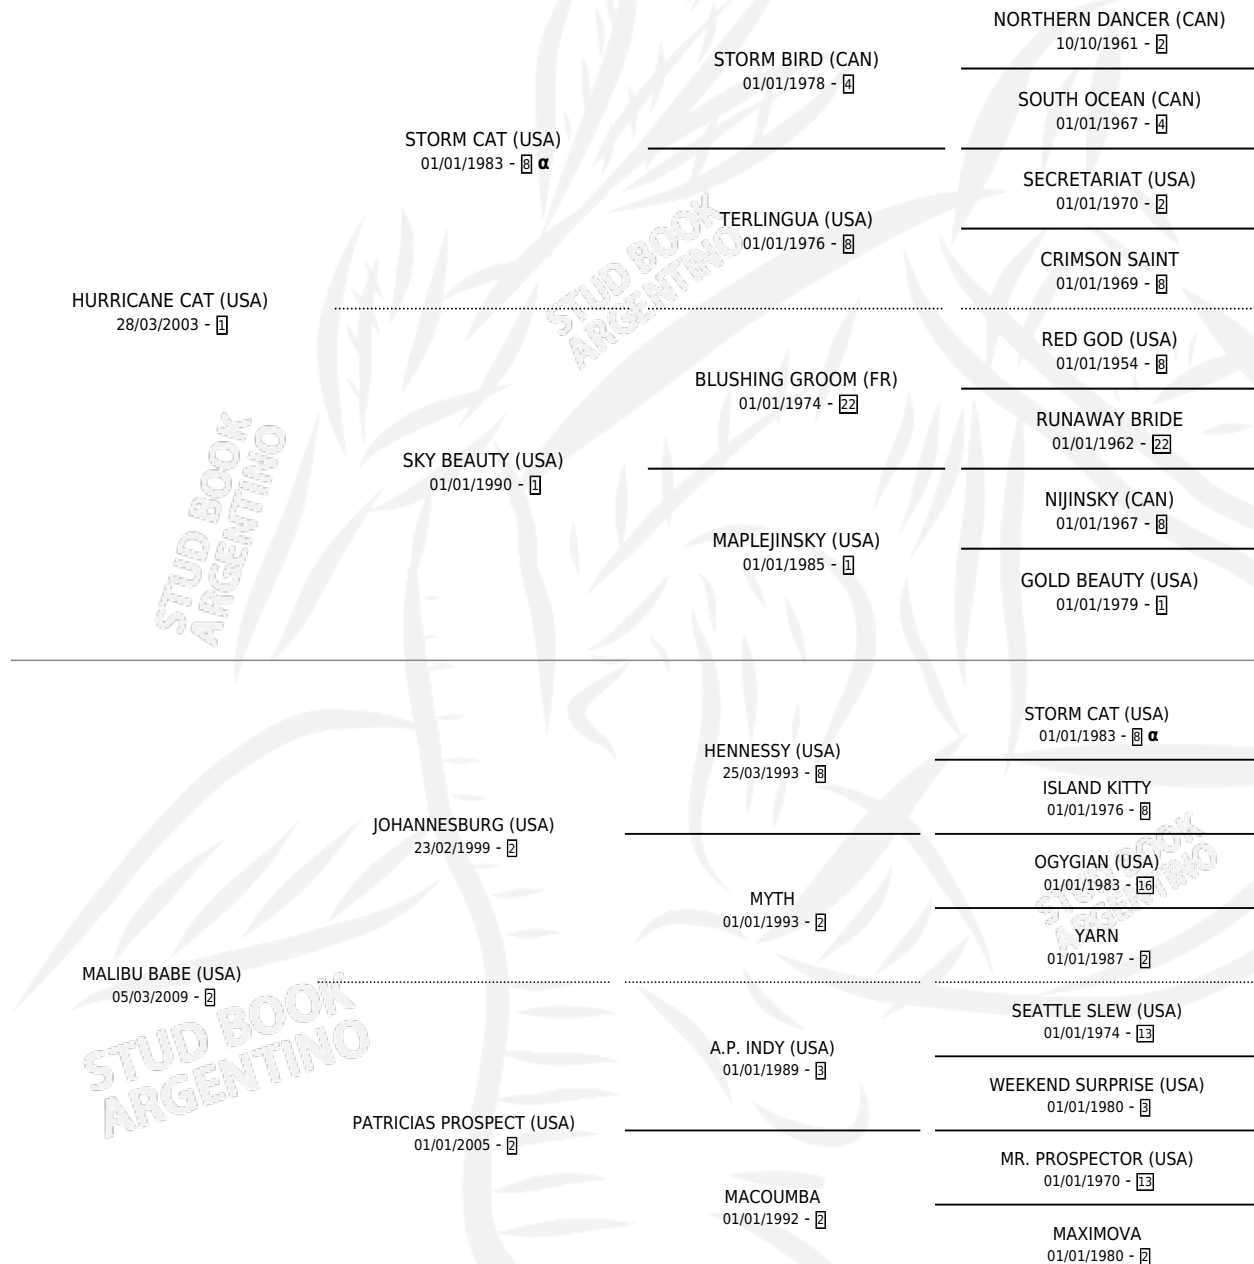 NORTHERN DANCER (CAN)
10/10/1961 - 2
STORM BIRD (CAN)
01/01/1978 - 4
SOUTH OCEAN (CAN)
01/01/1967 - 4
STORM CAT (USA)
01/01/1983 - 8 α
SECRETARIAT (USA)
01/01/1970 - 2
TERLINGUA (USA)
01/01/1976 - 8
CRIMSON SAINT
01/01/1969 - 8
HURRICANE CAT (USA)
28/03/2003 - 1
RED GOD (USA)
01/01/1954 - 8
BLUSHING GROOM (FR)
01/01/1974 - 22
RUNAWAY BRIDE
01/01/1962 - 22
SKY BEAUTY (USA)
01/01/1990 - 1
NIJINSKY (CAN)
01/01/1967 - 8
MAPLEJINSKY (USA)
01/01/1985 - 1
GOLD BEAUTY (USA)
01/01/1979 - 1
STORM CAT (USA)
01/01/1983 - 8 α
HENNESSY (USA)
25/03/1993 - 8
ISLAND KITTY
01/01/1976 - 8
JOHANNESBURG (USA)
23/02/1999 - 2
OGYGIAN (USA)
01/01/1983 - 16
MYTH
01/01/1993 - 2
YARN
01/01/1987 - 2
MALIBU BABE (USA)
05/03/2009 - 2
SEATTLE SLEW (USA)
01/01/1974 - 13
A.P. INDY (USA)
01/01/1989 - 3
WEEKEND SURPRISE (USA)
01/01/1980 - 3
PATRICIAS PROSPECT (USA)
01/01/2005 - 2
MR. PROSPECTOR (USA)
01/01/1970 - 13
MACOUMBA
01/01/1992 - 2
MAXIMOVA
01/01/1980 - 2
STUD BOOK
ARGENTINO
STUD BOOK
ARGENTINO
STUD BOOK
ARGENTINO
STUD BOOK
ARGENTINO